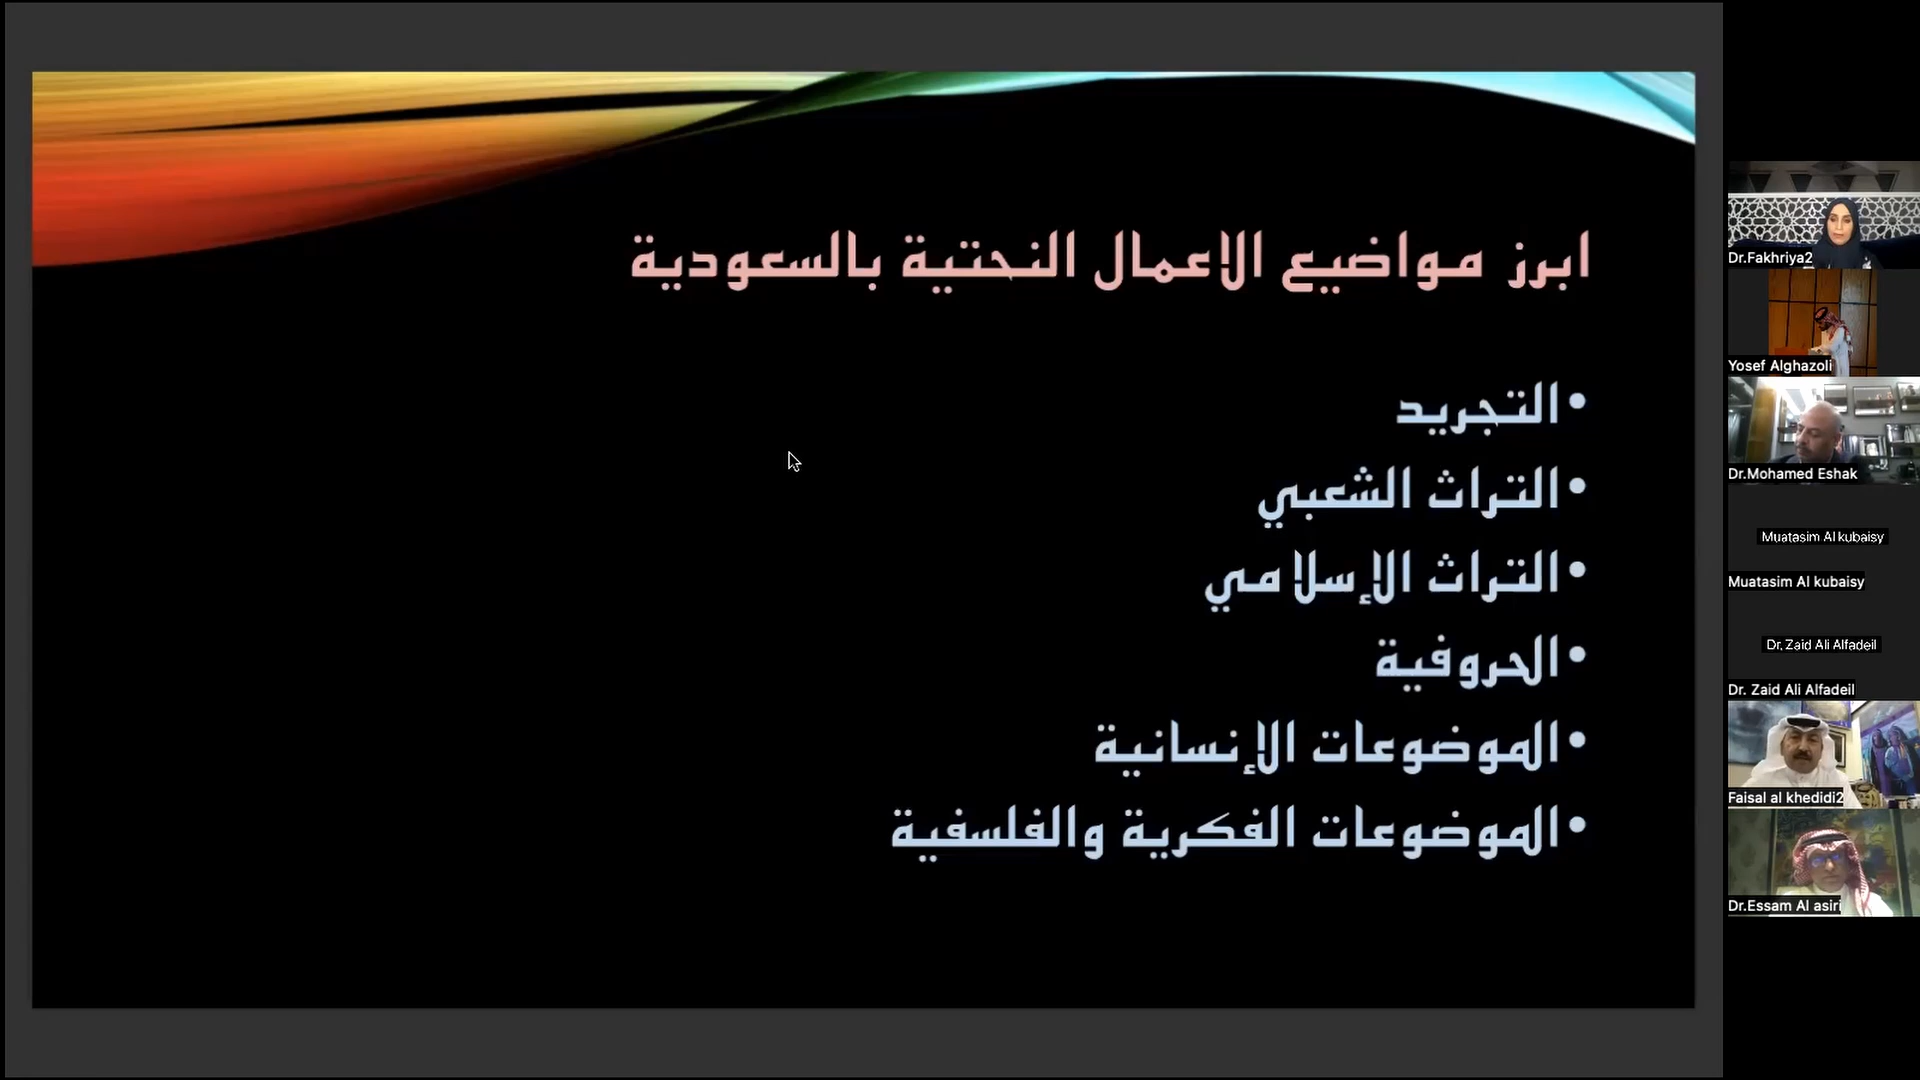 ابرز مواضيع الاعمال النحتية بالسعودية
•التجريد
•التراث الشعبي
•التراث الإسلامي
•الحروفية
•الموضوعات الإنسانية
•الموضوعات الفكرية والفلسفية
Dr.Fakhriya2
Yosef Alghazoli
Dr.Mohamed Eshak
Muatasim Al kubaisy
Muatasim Al kubaisy
Dr. Zaid Ali Alfadeil
Dr. Zaid Ali Alfadeil
Faisal al khedidi2
Dr.Essam Al asiri